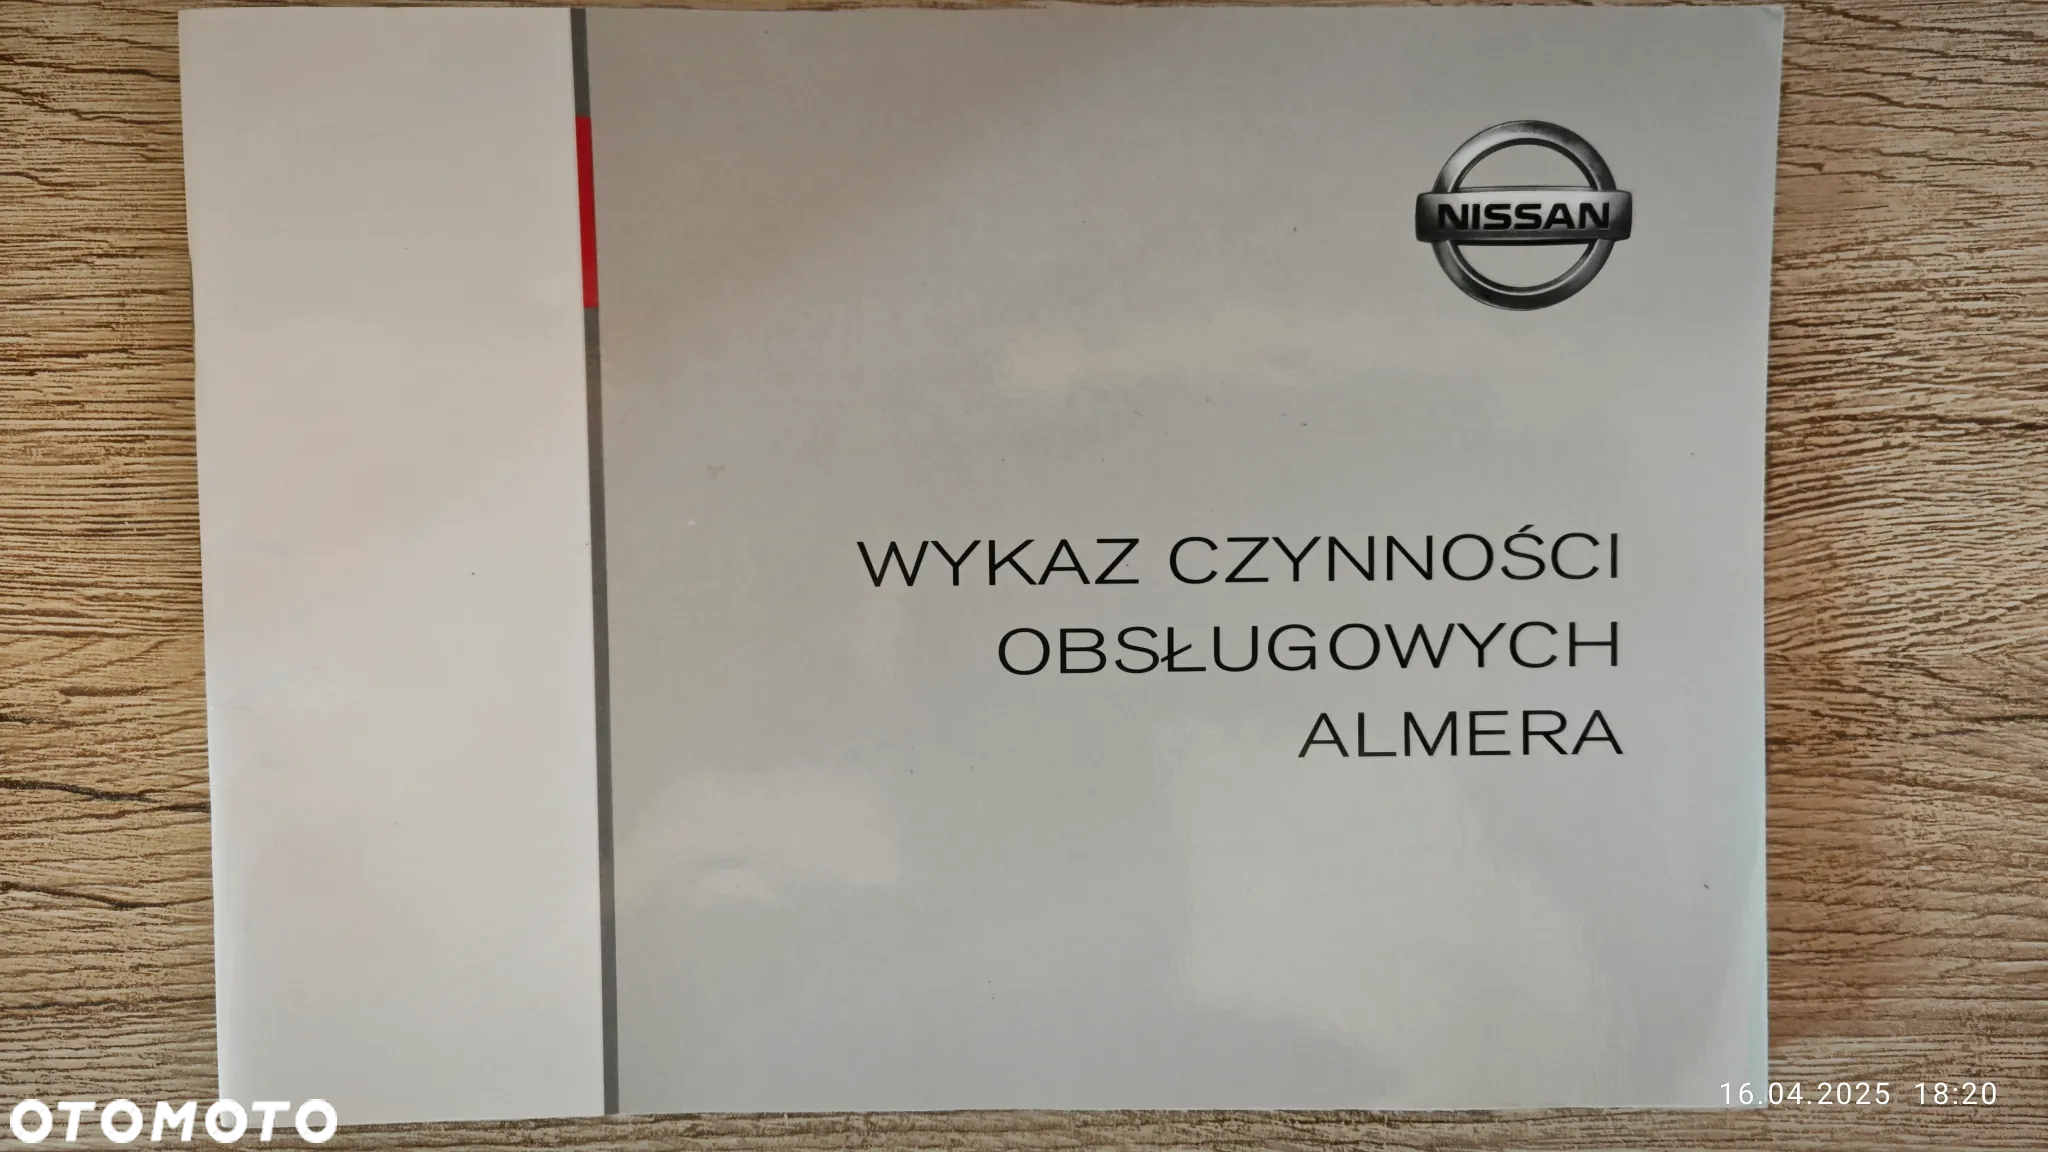 NISSAN
WYKAZ CZYNNOŚCI
OBSŁUGOWYCH
ALMERA
16.04.2025 18:20
OTOMOTO